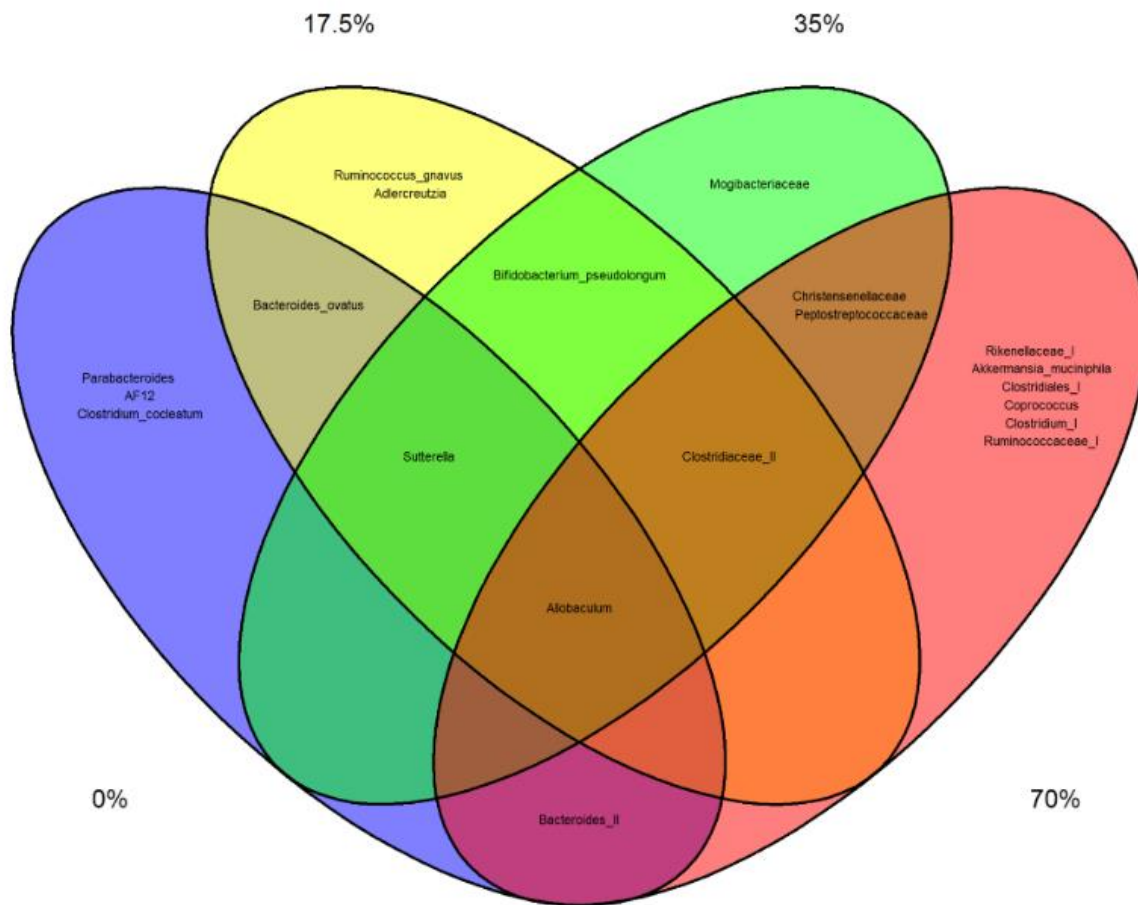 17.5%
35%
Ruminococcus_gnavus
Adlercreutzia
Mogibacteriaceae
Bifidobacterium_pseudolongum
Bacteroides_ovatus
Christensenellaceae
Peptostreptococcaceae
Parabacteroides
AF12
Clostridium_cocleatum
Rikenellaceae_I
Akkermansia_muciniphila
Clostridiales_I
Coprococcus
Clostridium_I
Ruminococcaceae_I
Sutterella
Clostridiaceae_II
Allobaculum
0%
70%
Bacteroides_II